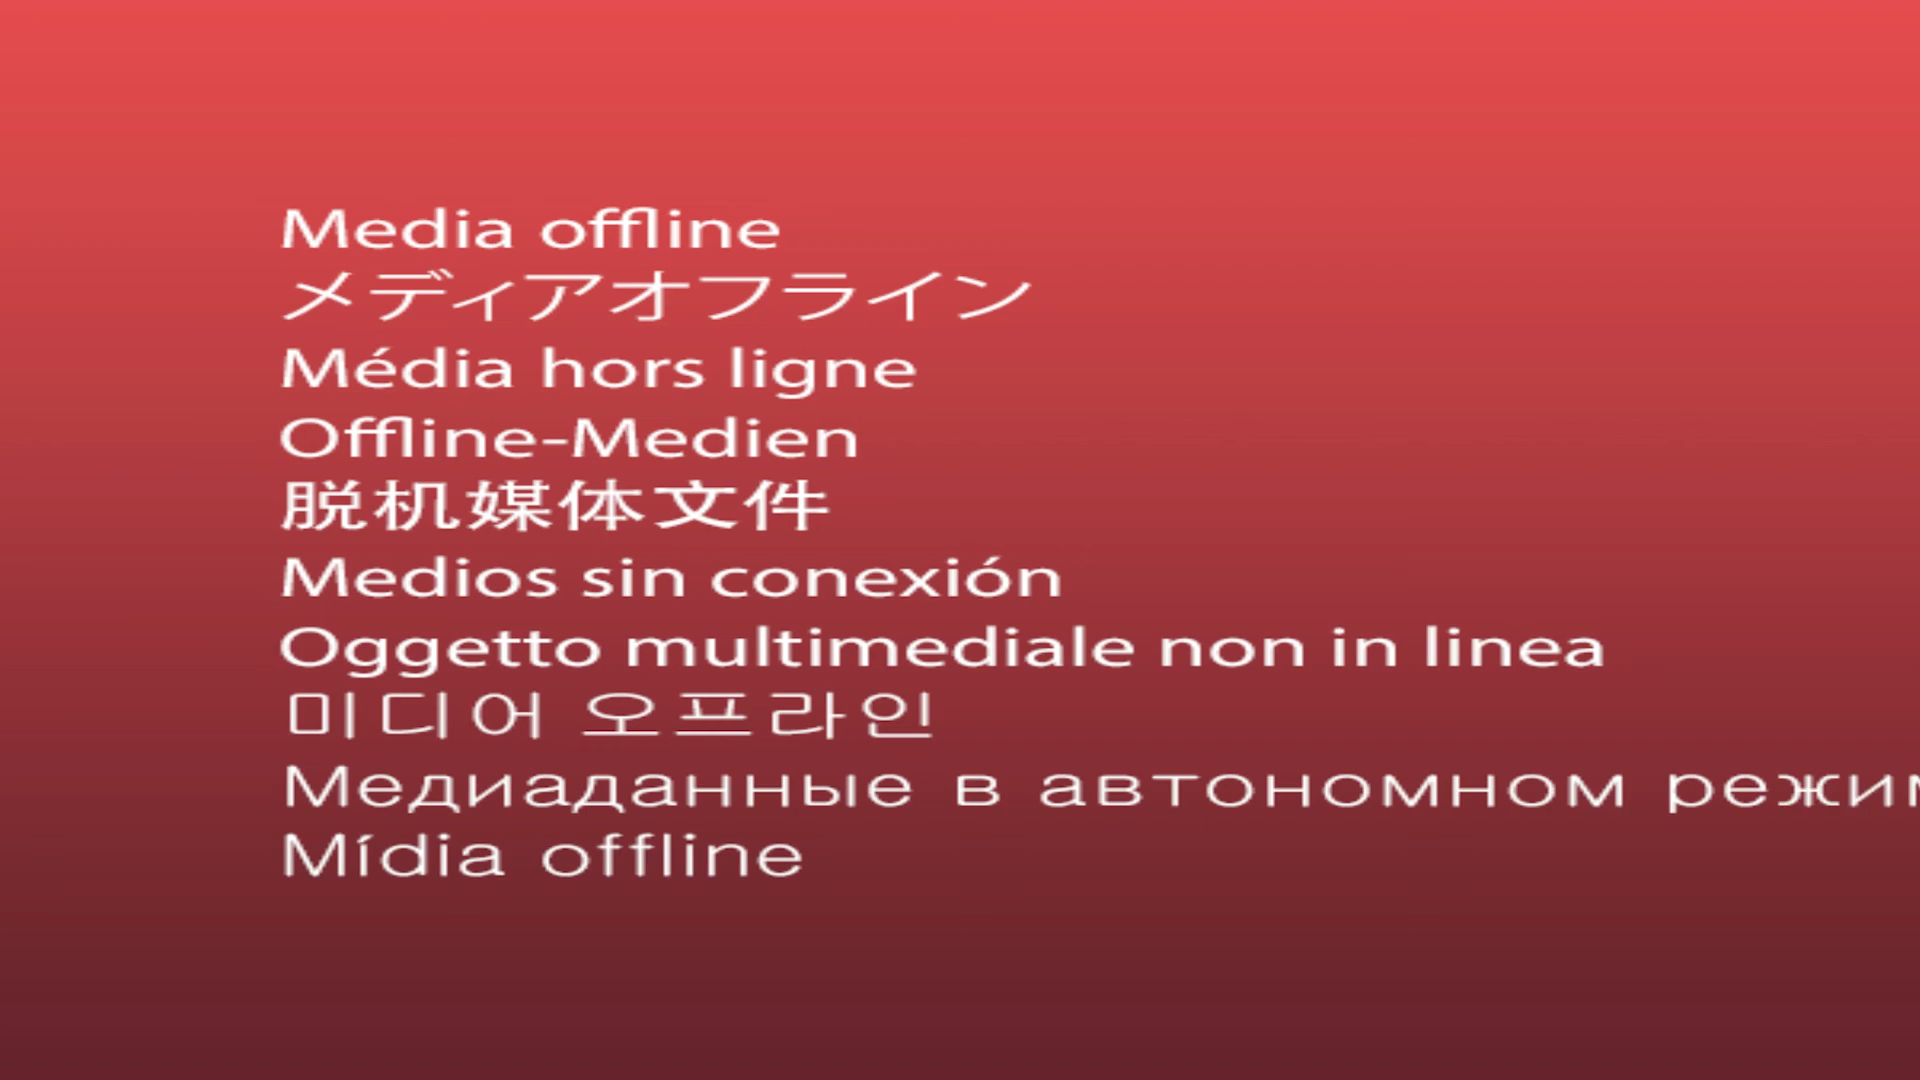 Media offline
メディアオフライン
Média hors ligne
Offline-Medien
脱机媒体文件
Medios sin conexión
Oggetto multimediale non in linea
미디어 오프라인
Медиаданные в автономном
Mídia offline